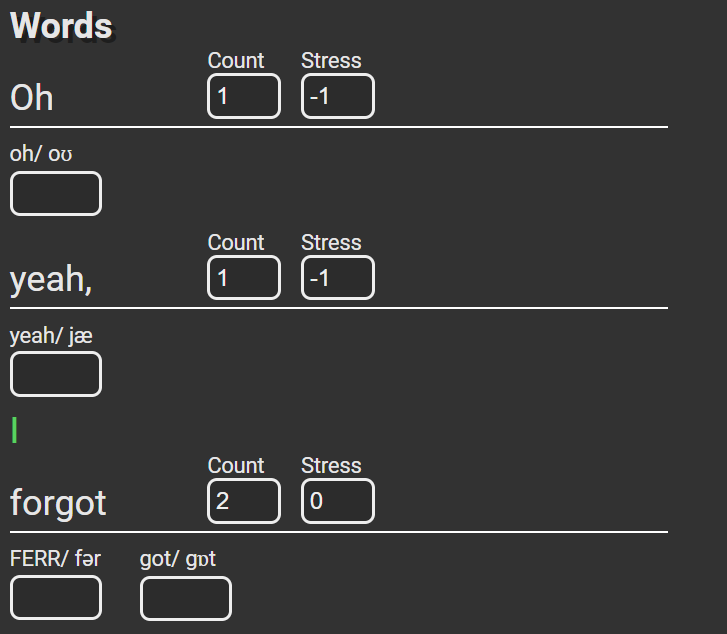 Words
Count Stress
Oh 1 -1
oh/ oʊ
Count Stress
yeah, 1 -1
yeah/ jæ
I
Count Stress
forgot 2 0
FERR/ fər got/ gɒt